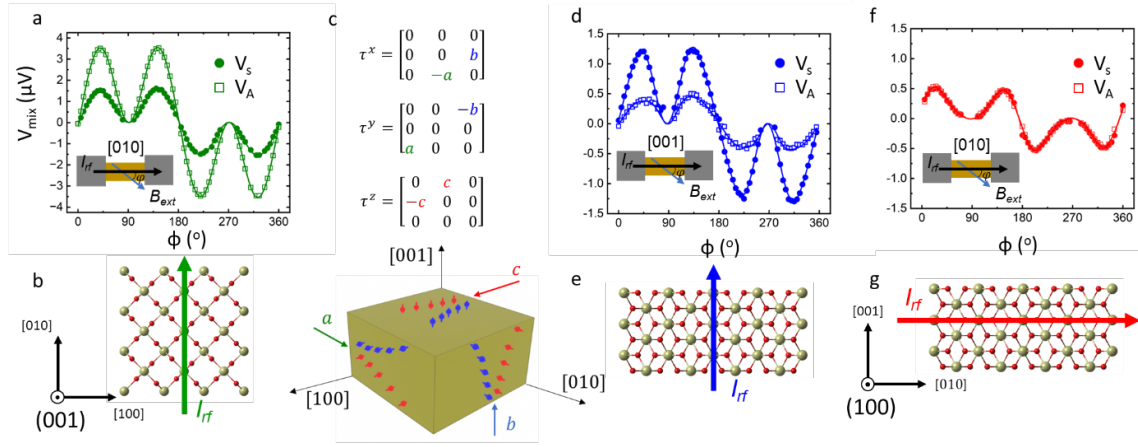 a
V_mix (μV)
4
3
2
1
0
-1
-2
-3
-4
V_s
V_A
[010]
I_rf
φ
B_ext
0 90 180 270 360
ϕ (°)
c
τ^x = [0 0 0
0 0 b
0 -a 0]
τ^y = [0 0 -b
0 0 0
a 0 0]
τ^z = [0 c 0
-c 0 0
0 0 0]
d
1.5
1.0
0.5
0.0
-0.5
-1.0
-1.5
V_s
V_A
[001]
I_rf
φ
B_ext
0 90 180 270 360
ϕ (°)
f
1.5
1.0
0.5
0.0
-0.5
-1.0
-1.5
V_s
V_A
[010]
I_rf
φ
B_ext
0 90 180 270 360
ϕ (°)
b
[010]
[100]
(001)
I_rf
[001]
c
a
[100]
[010]
b
e
I_rf
g
I_rf
[001]
[010]
(100)